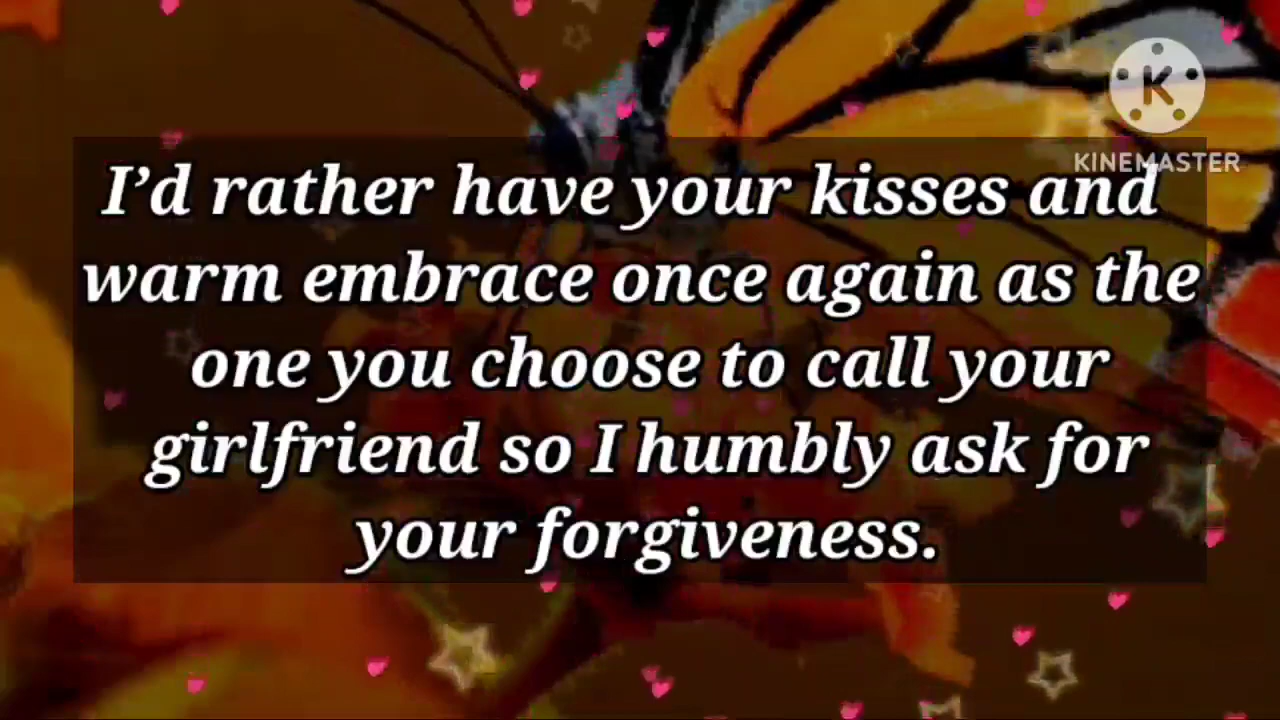 K
KINEMASTER
I’d rather have your kisses and
warm embrace once again as the
one you choose to call your
girlfriend so I humbly ask for
your forgiveness.